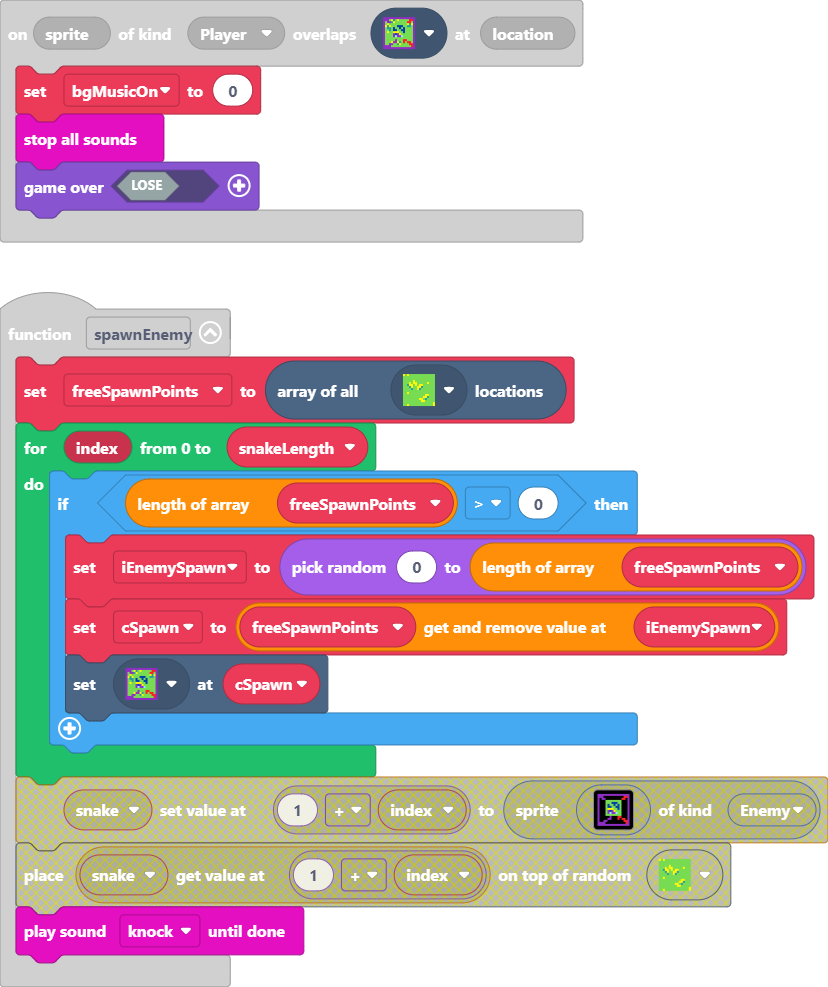 on sprite of kind Player overlaps at location
set bgMusicOn to 0
stop all sounds
game over LOSE
function spawnEnemy
set freeSpawnPoints to array of all locations
for index from 0 to snakeLength
do
if length of array freeSpawnPoints > 0 then
set iEnemySpawn to pick random 0 to length of array freeSpawnPoints
set cSpawn to freeSpawnPoints get and remove value at iEnemySpawn
set at cSpawn
snake set value at 1 + index to sprite of kind Enemy
place snake get value at 1 + index on top of random
play sound knock until done